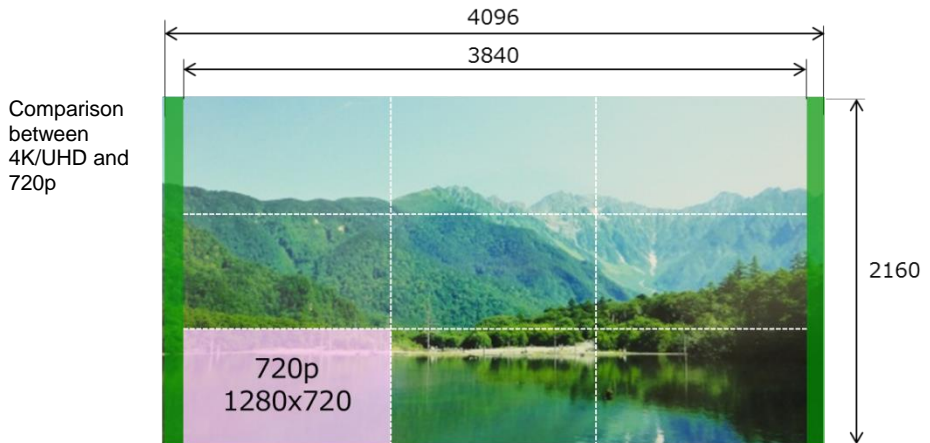 4096
3840
Comparison
between
4K/UHD and
720p
2160
720p
1280x720